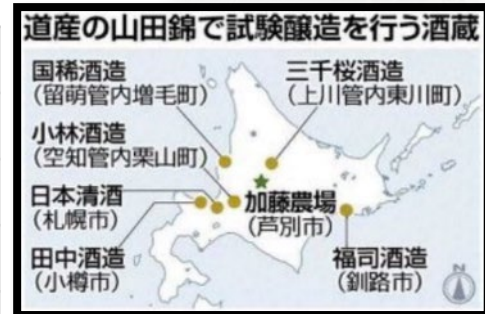 道産の山田錦で試験醸造を行う酒蔵
国稀酒造
(留萌管内増毛町)
三千桜酒造
(上川管内東川町)
小林酒造
(空知管内栗山町)
日本清酒
(札幌市)
加藤農場
(芦別市)
田中酒造
(小樽市)
福司酒造
(釧路市)
N